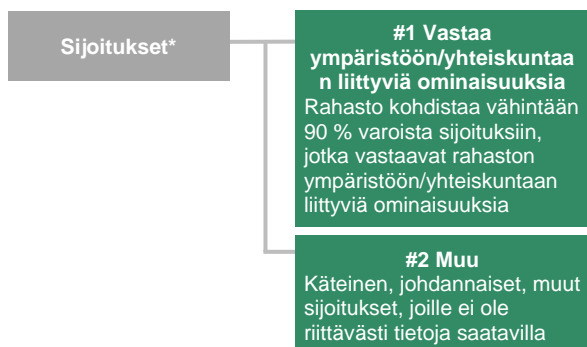 Sijoitukset*
#1 Vastaa
ympäristöön/yhteiskuntaa
n liittyviä ominaisuuksia
Rahasto kohdistaa vähintään
90 % varoista sijoituksiin,
jotka vastaavat rahaston
ympäristöön/yhteiskuntaan
liittyviä ominaisuuksia
#2 Muu
Käteinen, johdannaiset, muut
sijoitukset, joille ei ole
riittävästi tietoja saatavilla